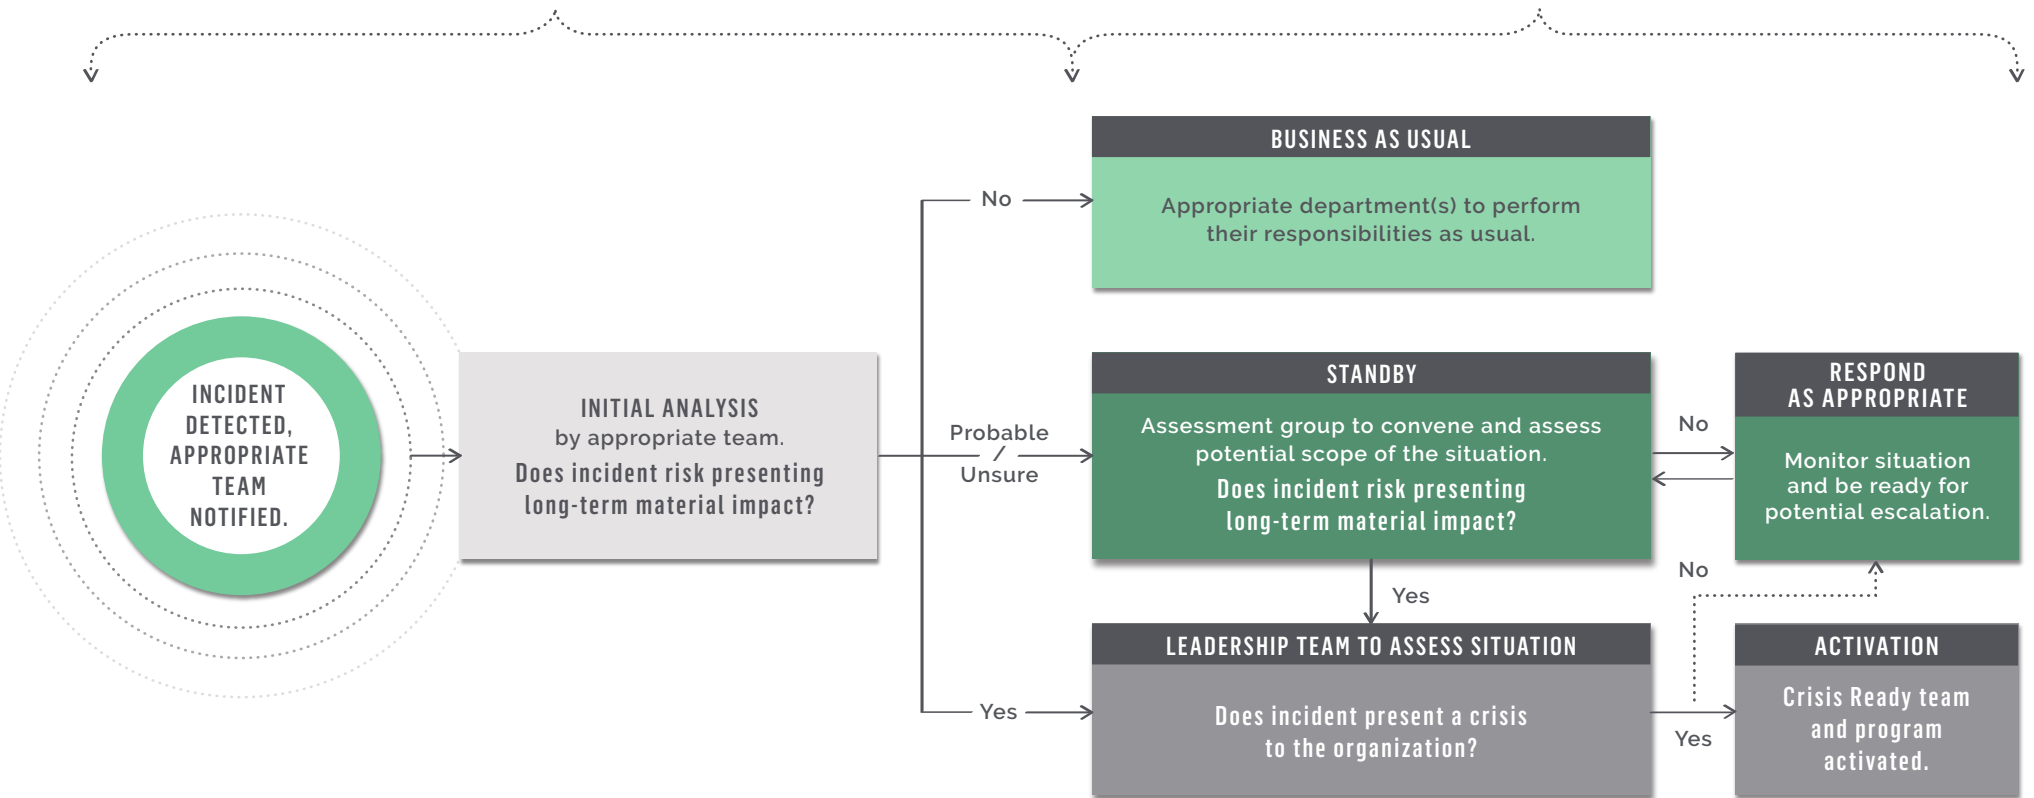 INCIDENT
DETECTED,
APPROPRIATE
TEAM
NOTIFIED.
INITIAL ANALYSIS
by appropriate team.
Does incident risk presenting
long-term material impact?
No
BUSINESS AS USUAL
Appropriate department(s) to perform
their responsibilities as usual.
Probable
/
Unsure
STANDBY
Assessment group to convene and assess
potential scope of the situation.
Does incident risk presenting
long-term material impact?
No
RESPOND
AS APPROPRIATE
Monitor situation
and be ready for
potential escalation.
Yes
No
Yes
LEADERSHIP TEAM TO ASSESS SITUATION
Does incident present a crisis
to the organization?
Yes
ACTIVATION
Crisis Ready team
and program
activated.